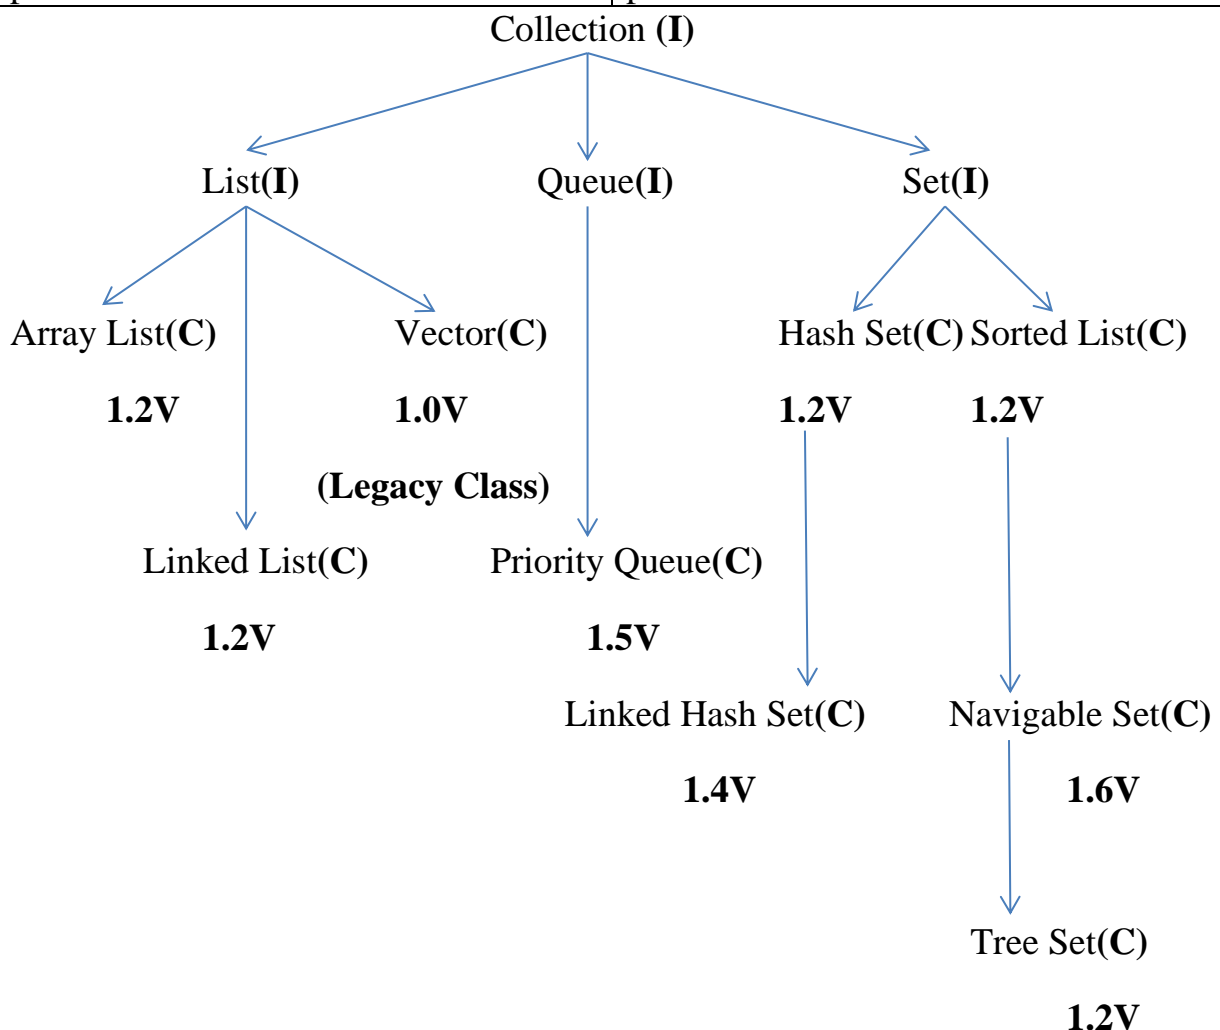 Collection (I)
List(I) Queue(I) Set(I)
Array List(C) Vector(C) Hash Set(C) Sorted List(C)
1.2V 1.0V 1.2V 1.2V
(Legacy Class)
Linked List(C) Priority Queue(C)
1.2V 1.5V
Linked Hash Set(C) Navigable Set(C)
1.4V 1.6V
Tree Set(C)
1.2V